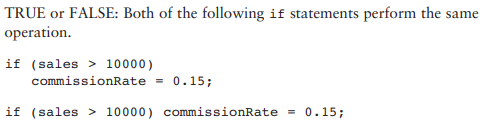 TRUE or FALSE: Both of the following if statements perform the same
operation.
if (sales > 10000)
    commissionRate = 0.15;
if (sales > 10000) commissionRate = 0.15;